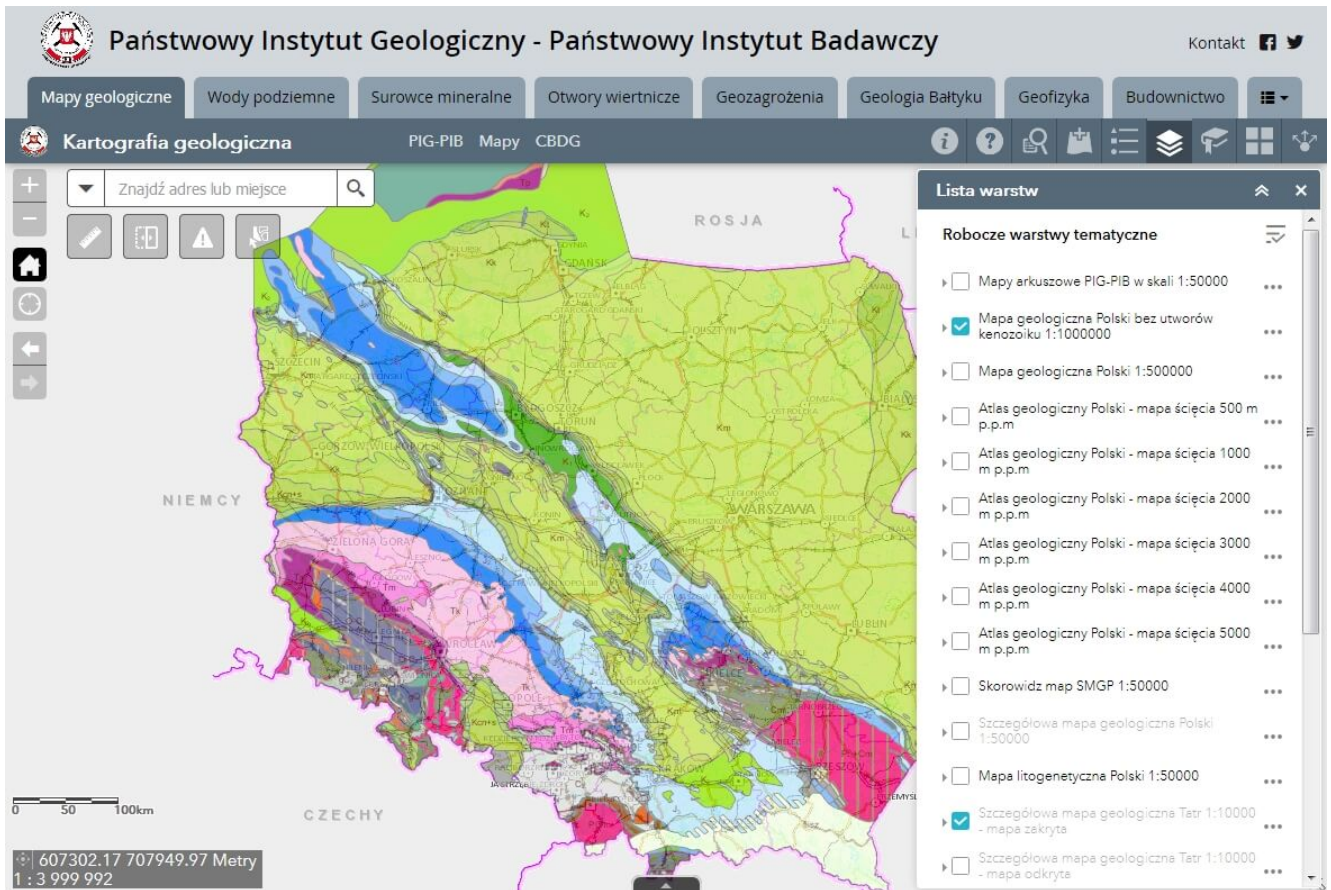 Państwowy Instytut Geologiczny - Państwowy Instytut Badawczy
Kontakt
Mapy geologiczne
Wody podziemne
Surowce mineralne
Otwory wiertnicze
Geozagrożenia
Geologia Bałtyku
Geofizyka
Budownictwo
Kartografia geologiczna
PIG-PIB Mapy CBDG
Znajdź adres lub miejsce
ROSJA
GDYNIA
GDAŃSK
OLSZTYN
SZCZECIN
TORUŃ
POZNAŃ
WARSZAWA
NIEMCY
ZIELONA GÓRA
LUBLIN
WROCŁAW
CZECHY
0 50 100km
607302.17 707949.97 Metry
1 : 3 999 992
Lista warstw
Robocze warstwy tematyczne
Mapy arkuszowe PIG-PIB w skali 1:50000
Mapa geologiczna Polski bez utworów
kenozoiku 1:1000000
Mapa geologiczna Polski 1:500000
Atlas geologiczny Polski - mapa ścięcia 500 m
p.p.m
Atlas geologiczny Polski - mapa ścięcia 1000
m p.p.m
Atlas geologiczny Polski - mapa ścięcia 2000
m p.p.m
Atlas geologiczny Polski - mapa ścięcia 3000
m p.p.m
Atlas geologiczny Polski - mapa ścięcia 4000
m p.p.m
Atlas geologiczny Polski - mapa ścięcia 5000
m p.p.m
Skorowidz map SMGP 1:50000
Szczegółowa mapa geologiczna Polski
1:50000
Mapa litogenetyczna Polski 1:50000
Szczegółowa mapa geologiczna Tatr 1:10000
- mapa zakryta
Szczegółowa mapa geologiczna Tatr 1:10000
- mapa odkryta